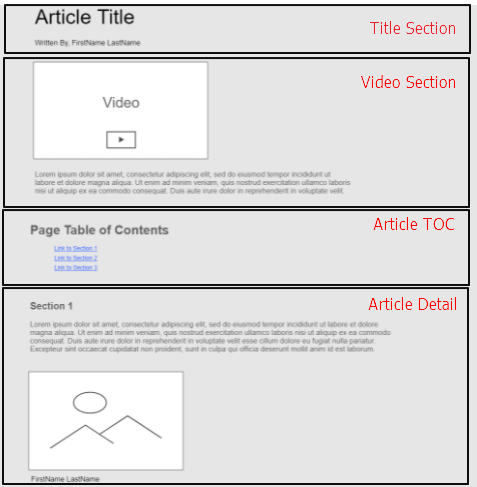 Article Title
Title Section
Written By, FirstName LastName
Video Section
Video
Lorem ipsum dolor sit amet, consectetur adipiscing elit, sed do eiusmod tempor incididunt ut
labore et dolore magna aliqua. Ut enim ad minim veniam, quis nostrud exercitation ullamco laboris
nisi ut aliquip ex ea commodo consequat. Duis aute irure dolor in reprehenderit in voluptate velit.
Article TOC
Page Table of Contents
Link to Section 1
Link to Section 2
Link to Section 3
Article Detail
Section 1
Lorem ipsum dolor sit amet, consectetur adipiscing elit, sed do eiusmod tempor incididunt ut labore et dolore
magna aliqua. Ut enim ad minim veniam, quis nostrud exercitation ullamco laboris nisi ut aliquip ex ea commodo
consequat. Duis aute irure dolor in reprehenderit in voluptate velit esse cillum dolore eu fugiat nulla pariatur.
Excepteur sint occaecat cupidatat non proident, sunt in culpa qui officia deserunt mollit anim id est laborum.
FirstName LastName